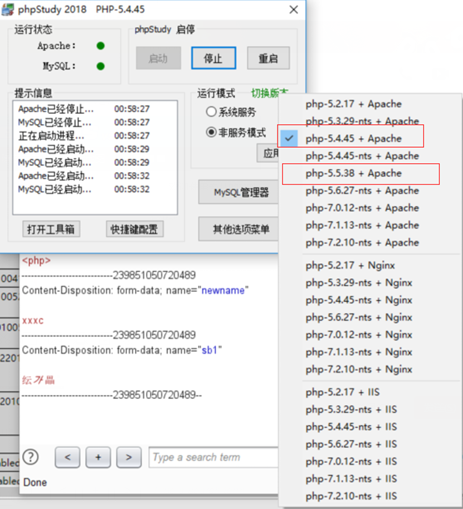 phpStudy 2018 PHP-5.4.45
运行状态
Apache:
MySQL:
phpStudy 启停
启动
停止
重启
提示信息
Apache已经停止... 00:58:27
MySQL已经停止... 00:58:27
正在启动进程... 00:58:27
Apache已经启动... 00:58:29
MySQL已经启动... 00:58:29
Apache已经启动... 00:58:32
MySQL已经启动... 00:58:32
运行模式 切换版本
系统服务
非服务模式
MySQL管理器
打开工具箱
快捷键配置
其他选项菜单
php-5.2.17 + Apache
php-5.3.29-nts + Apache
php-5.4.45 + Apache
php-5.4.45-nts + Apache
php-5.5.38 + Apache
php-5.6.27-nts + Apache
php-7.0.12-nts + Apache
php-7.1.13-nts + Apache
php-7.2.10-nts + Apache
php-5.2.17 + Nginx
php-5.3.29-nts + Nginx
php-5.4.45-nts + Nginx
php-5.6.27-nts + Nginx
php-7.0.12-nts + Nginx
php-7.1.13-nts + Nginx
php-7.2.10-nts + Nginx
php-5.2.17 + IIS
php-5.3.29-nts + IIS
php-5.4.45-nts + IIS
php-5.6.27-nts + IIS
php-7.0.12-nts + IIS
php-7.1.13-nts + IIS
php-7.2.10-nts + IIS
<php>
-----------------------------239851050720489
Content-Disposition: form-data; name="newname"
xxxc
-----------------------------239851050720489
Content-Disposition: form-data; name="sb1"
-----------------------------239851050720489--
?
<
+
>
Type a search term
Done